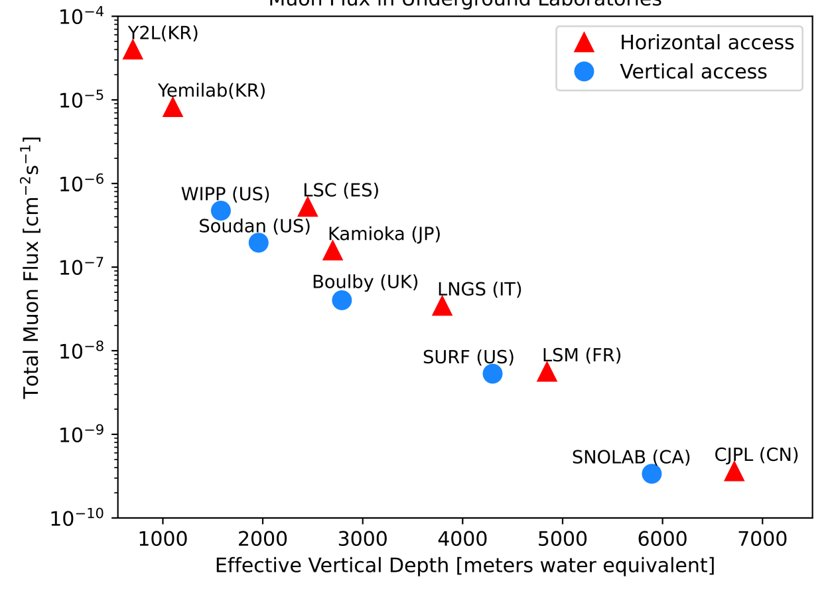 Muon Flux in Underground Laboratories
10⁻⁴
Y2L(KR)
Horizontal access
Vertical access
Yemilab(KR)
10⁻⁵
10⁻⁶
LSC (ES)
WIPP (US)
Soudan (US)
Kamioka (JP)
10⁻⁷
Boulby (UK)
LNGS (IT)
10⁻⁸
SURF (US)
LSM (FR)
10⁻⁹
SNOLAB (CA)
CJPL (CN)
10⁻¹⁰
Total Muon Flux [cm⁻²s⁻¹]
1000 2000 3000 4000 5000 6000 7000
Effective Vertical Depth [meters water equivalent]